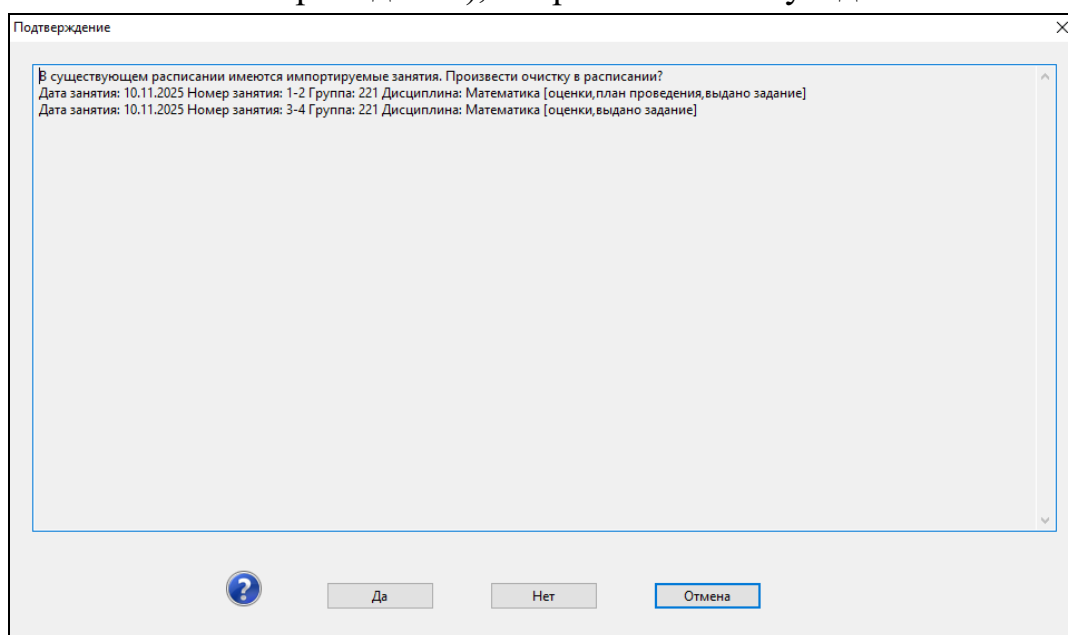 Подтверждение
В существующем расписании имеются импортируемые занятия. Произвести очистку в расписании?
Дата занятия: 10.11.2025 Номер занятия: 1-2 Группа: 221 Дисциплина: Математика [оценки,план проведения,выдано задание]
Дата занятия: 10.11.2025 Номер занятия: 3-4 Группа: 221 Дисциплина: Математика [оценки,выдано задание]
Да Нет Отмена